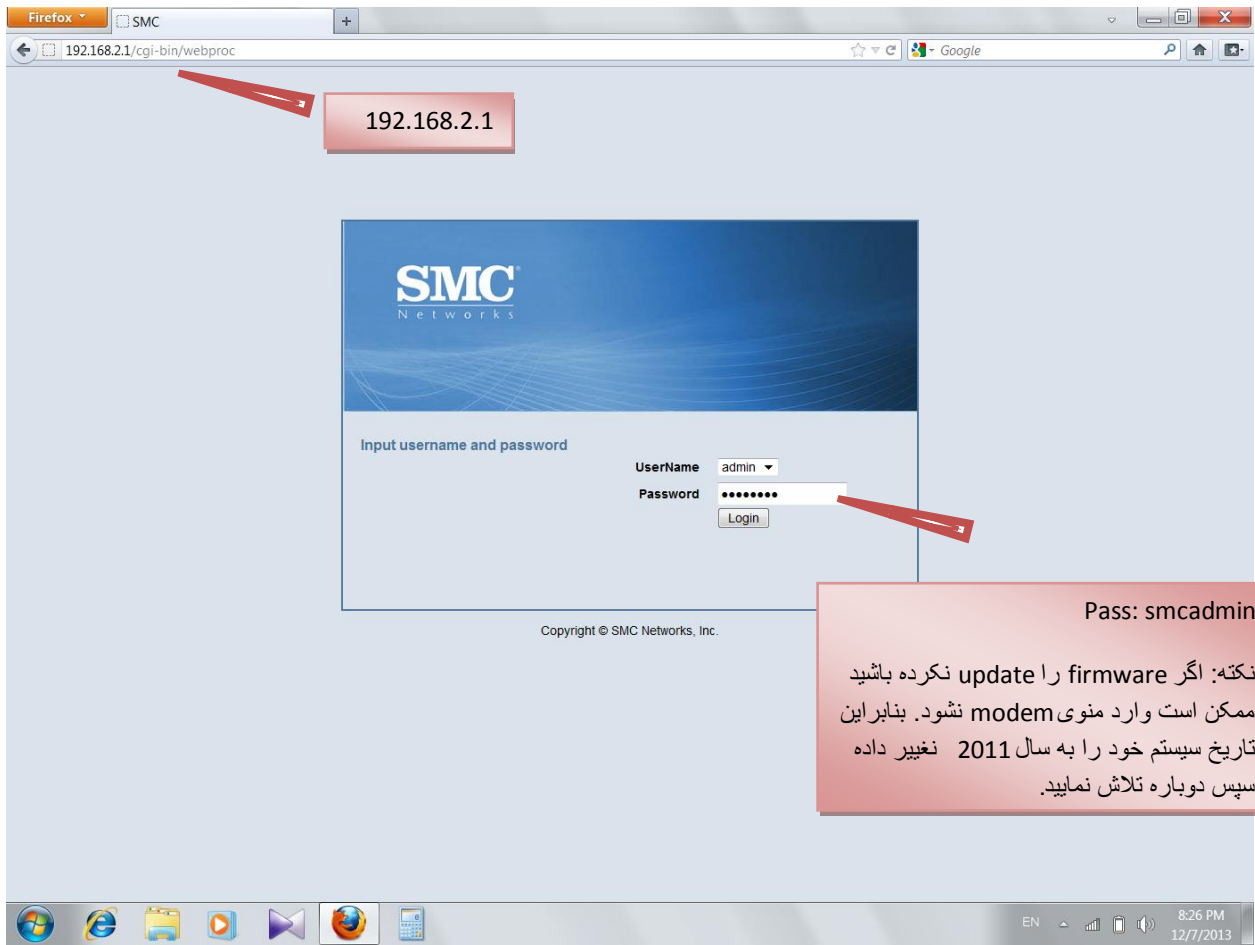 Firefox
SMC
192.168.2.1/cgi-bin/webproc
Google
192.168.2.1
SMC
Networks
Input username and password
UserName admin
Password
Login
Copyright © SMC Networks, Inc.
Pass: smcadmin
نکته: اگر firmware را update نکرده باشید
ممکن است وارد منوی modem نشود. بنابراین
تاریخ سیستم خود را به سال 2011 نغییر داده
سپس دوباره تلاش نمایید.
EN
8:26 PM
12/7/2013